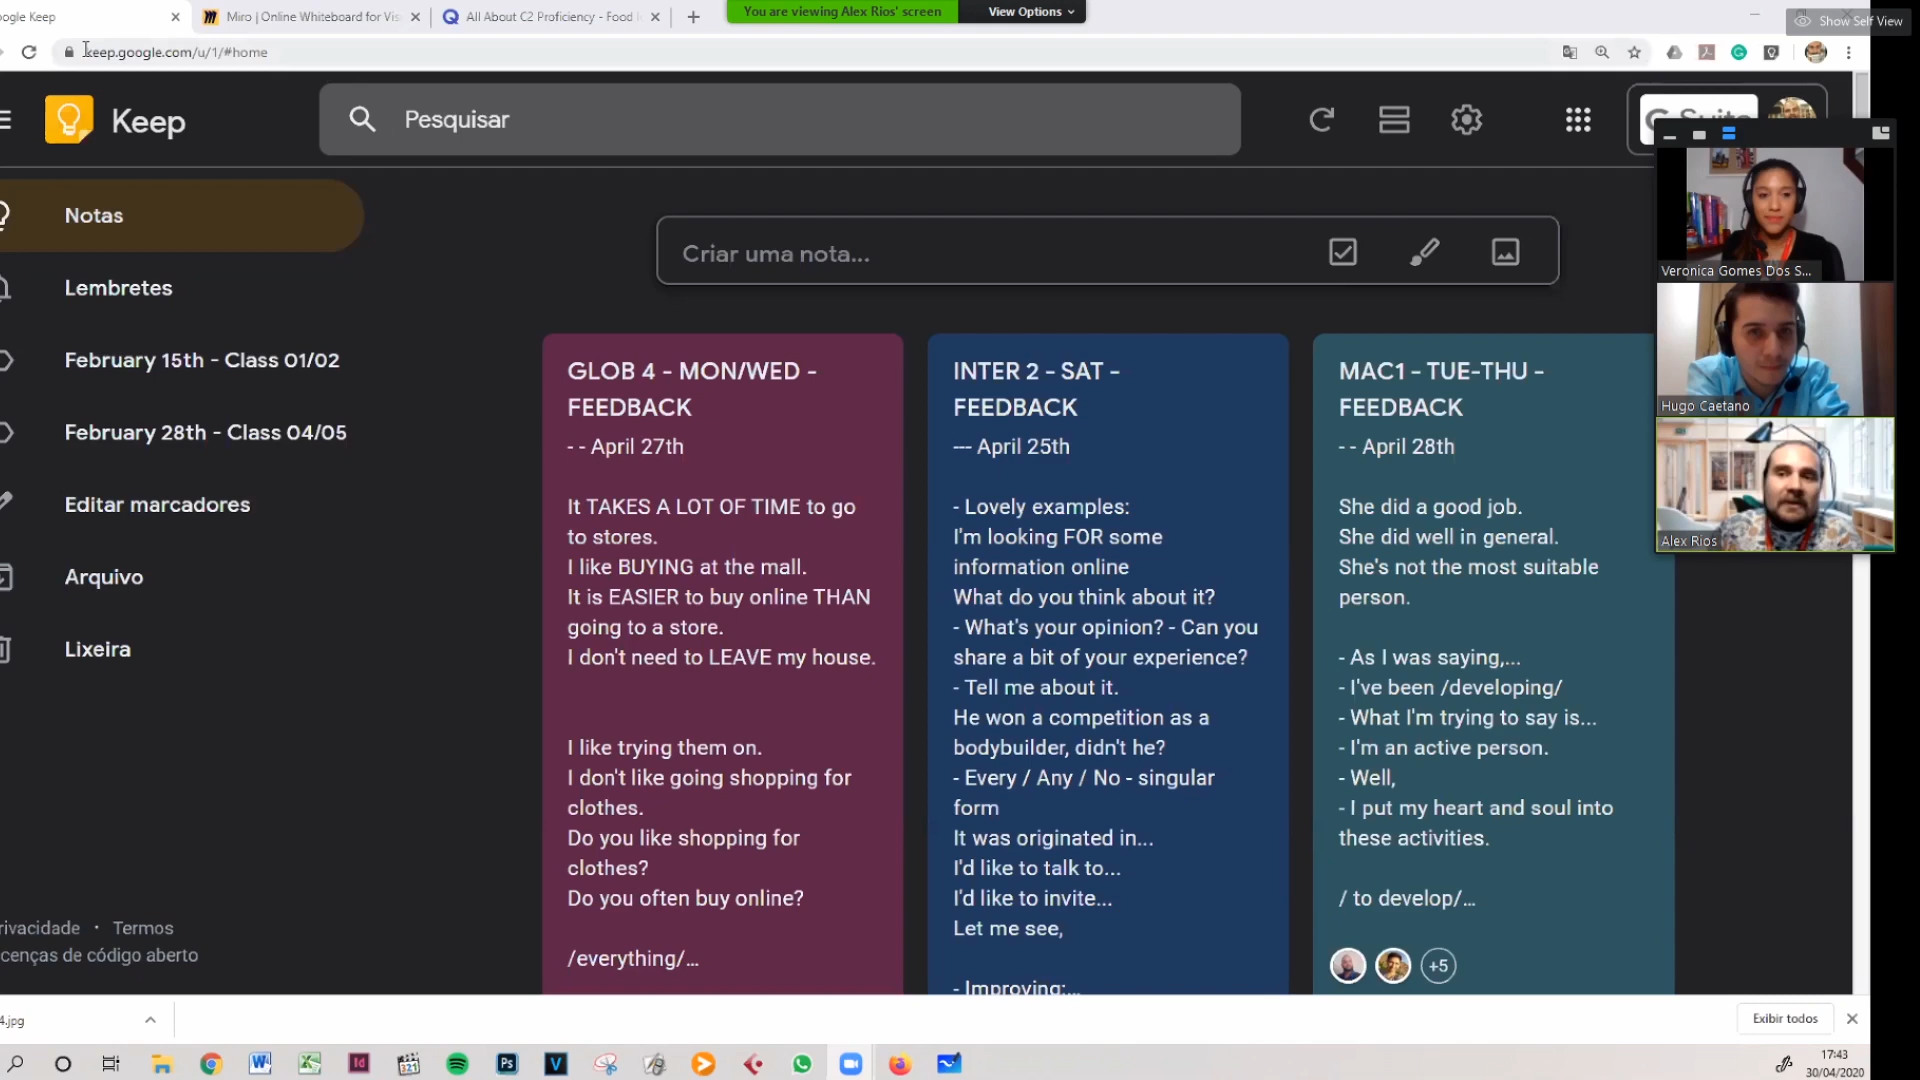 oogle Keep
Miro | Online Whiteboard for Vis
All About C2 Proficiency - Food
You are viewing Alex Rios' screen
View Options
Show Self View
keep.google.com/u/1/#home
Keep
Pesquisar
G Suite
Notas
Criar uma nota...
Lembretes
February 15th - Class 01/02
February 28th - Class 04/05
Editar marcadores
Arquivo
Lixeira
rivacidade • Termos
cenças de código aberto
GLOB 4 - MON/WED -
FEEDBACK
- - April 27th
It TAKES A LOT OF TIME to go
to stores.
I like BUYING at the mall.
It is EASIER to buy online THAN
going to a store.
I don't need to LEAVE my house.
I like trying them on.
I don't like going shopping for
clothes.
Do you like shopping for
clothes?
Do you often buy online?
/everything/...
INTER 2 - SAT -
FEEDBACK
--- April 25th
- Lovely examples:
I'm looking FOR some
information online
What do you think about it?
- What's your opinion? - Can you
share a bit of your experience?
- Tell me about it.
He won a competition as a
bodybuilder, didn't he?
- Every / Any / No - singular
form
It was originated in...
I'd like to talk to...
I'd like to invite...
Let me see,
- Improving:...
MAC1 - TUE-THU -
FEEDBACK
- - April 28th
She did a good job.
She did well in general.
She's not the most suitable
person.
- As I was saying,...
- I've been /developing/
- What I'm trying to say is...
- I'm an active person.
- Well,
- I put my heart and soul into
these activities.
/ to develop/...
+5
Veronica Gomes Dos S...
Hugo Caetano
Alex Rios
4.jpg
Exibir todos
17:43
30/04/2020